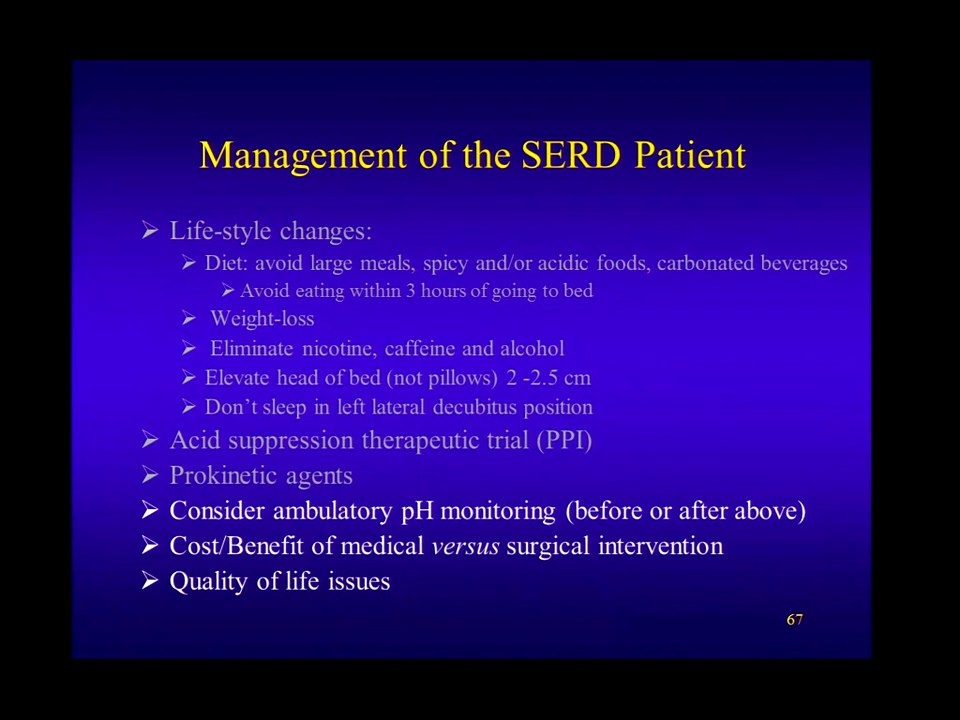 Management of the SERD Patient
➢ Life-style changes:
➢ Diet: avoid large meals, spicy and/or acidic foods, carbonated beverages
➢ Avoid eating within 3 hours of going to bed
➢ Weight-loss
➢ Eliminate nicotine, caffeine and alcohol
➢ Elevate head of bed (not pillows) 2 -2.5 cm
➢ Don't sleep in left lateral decubitus position
➢ Acid suppression therapeutic trial (PPI)
➢ Prokinetic agents
➢ Consider ambulatory pH monitoring (before or after above)
➢ Cost/Benefit of medical versus surgical intervention
➢ Quality of life issues
67